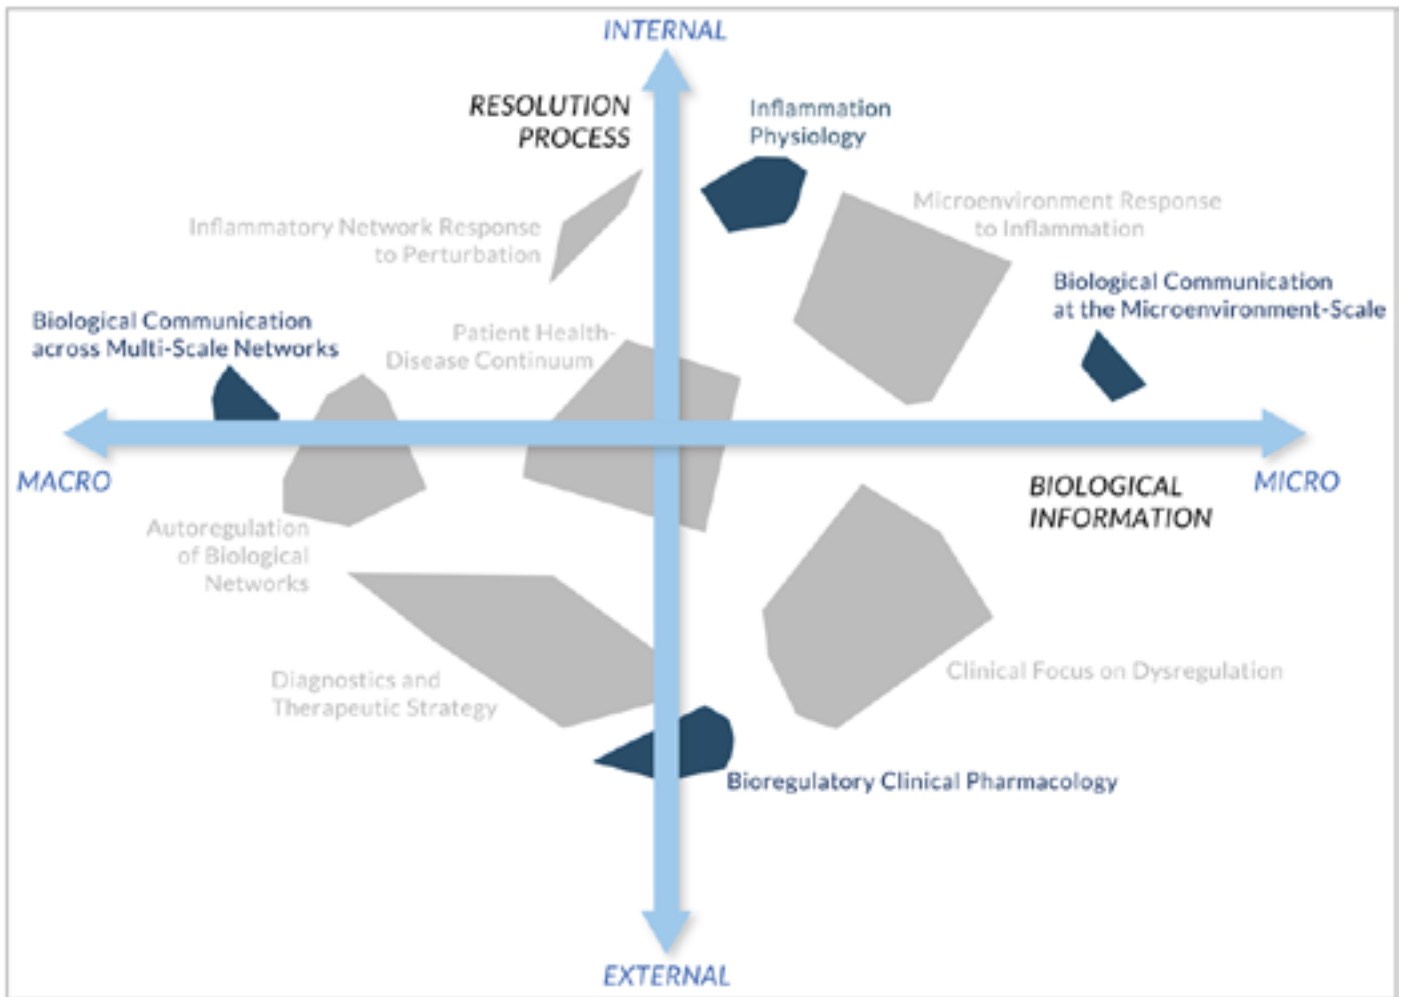 INTERNAL
RESOLUTION
PROCESS
Inflammation
Physiology
Microenvironment Response
to Inflammation
Inflammatory Network Response
to Perturbation
Biological Communication
at the Microenvironment-Scale
Biological Communication
across Multi-Scale Networks
Patient Health-
Disease Continuum
MACRO
BIOLOGICAL
INFORMATION
MICRO
Autoregulation
of Biological
Networks
Diagnostics and
Therapeutic Strategy
Clinical Focus on Dysregulation
Bioregulatory Clinical Pharmacology
EXTERNAL